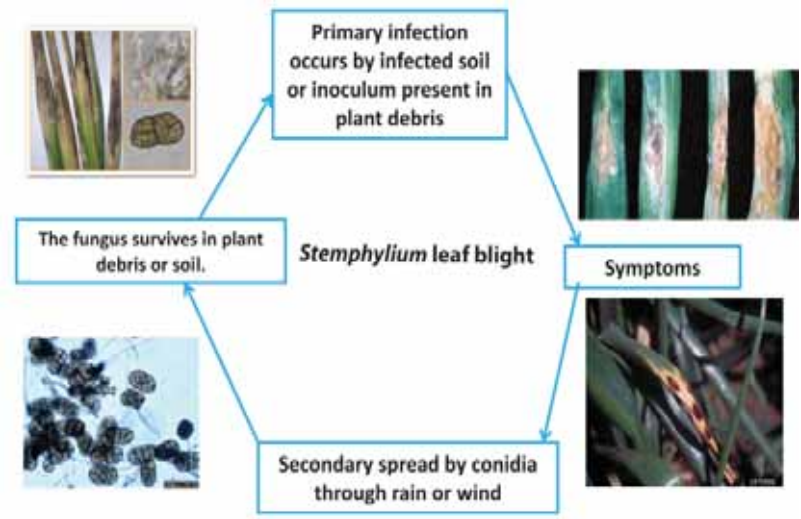 Primary infection
occurs by infected soil
or inoculum present in
plant debris
The fungus survives in plant
debris or soil.
Stemphylium leaf blight
Symptoms
Secondary spread by conidia
through rain or wind